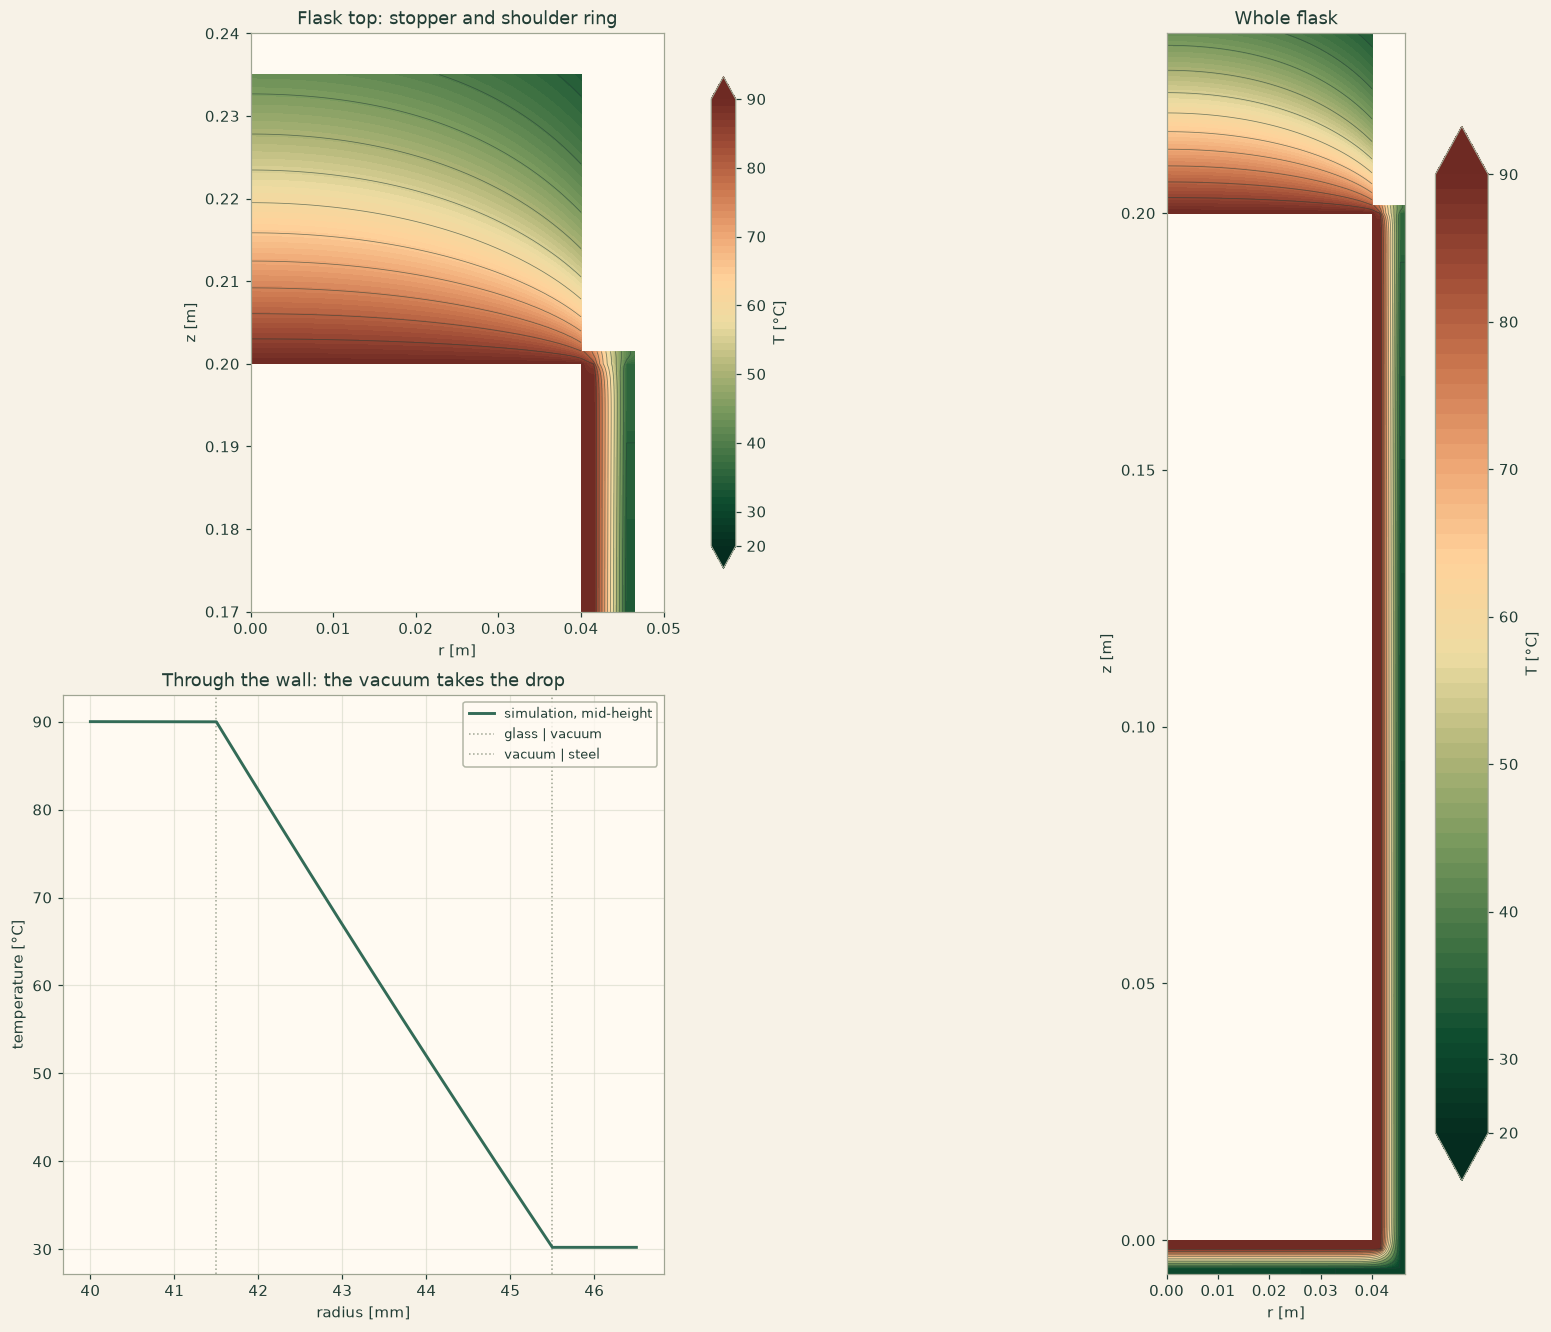 Flask top: stopper and shoulder ring
0.24
0.23
0.22
0.21
0.20
0.19
0.18
0.17
z [m]
0.00 0.01 0.02 0.03 0.04 0.05
r [m]
90
80
70
60
50
40
30
20
T [°C]
Through the wall: the vacuum takes the drop
90
80
70
60
50
40
30
temperature [°C]
simulation, mid-height
glass | vacuum
vacuum | steel
40 41 42 43 44 45 46
radius [mm]
Whole flask
0.20
0.15
0.10
0.05
0.00
z [m]
0.00 0.01 0.02 0.03 0.04
r [m]
90
80
70
60
50
40
30
20
T [°C]